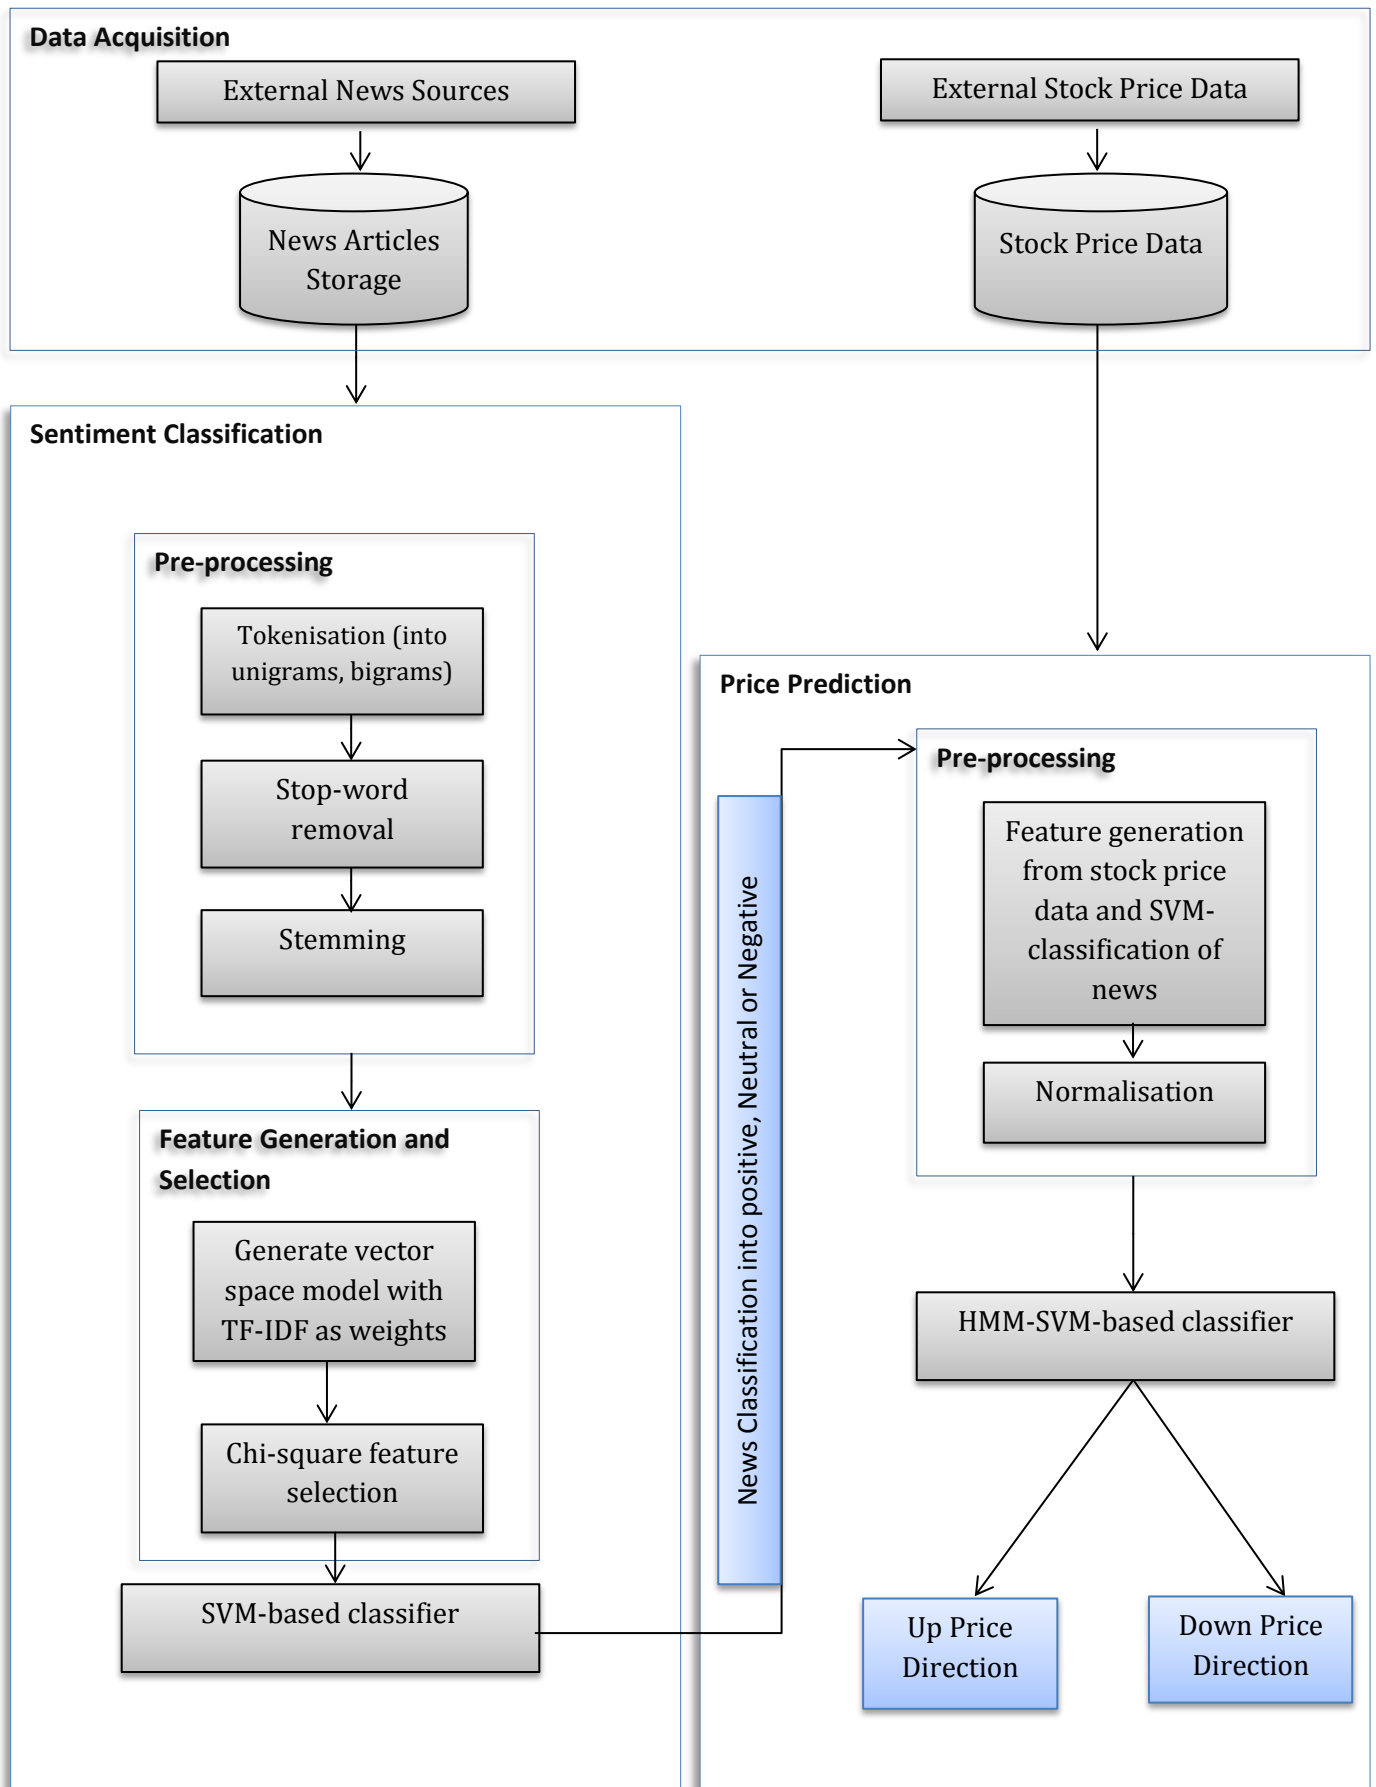 Data Acquisition
External News Sources
External Stock Price Data
News Articles
Storage
Stock Price Data
Sentiment Classification
Pre-processing
Tokenisation (into
unigrams, bigrams)
Stop-word
removal
Stemming
Feature Generation and
Selection
Generate vector
space model with
TF-IDF as weights
Chi-square feature
selection
SVM-based classifier
News Classification into positive, Neutral or Negative
Price Prediction
Pre-processing
Feature generation
from stock price
data and SVM-
classification of
news
Normalisation
HMM-SVM-based classifier
Up Price
Direction
Down Price
Direction